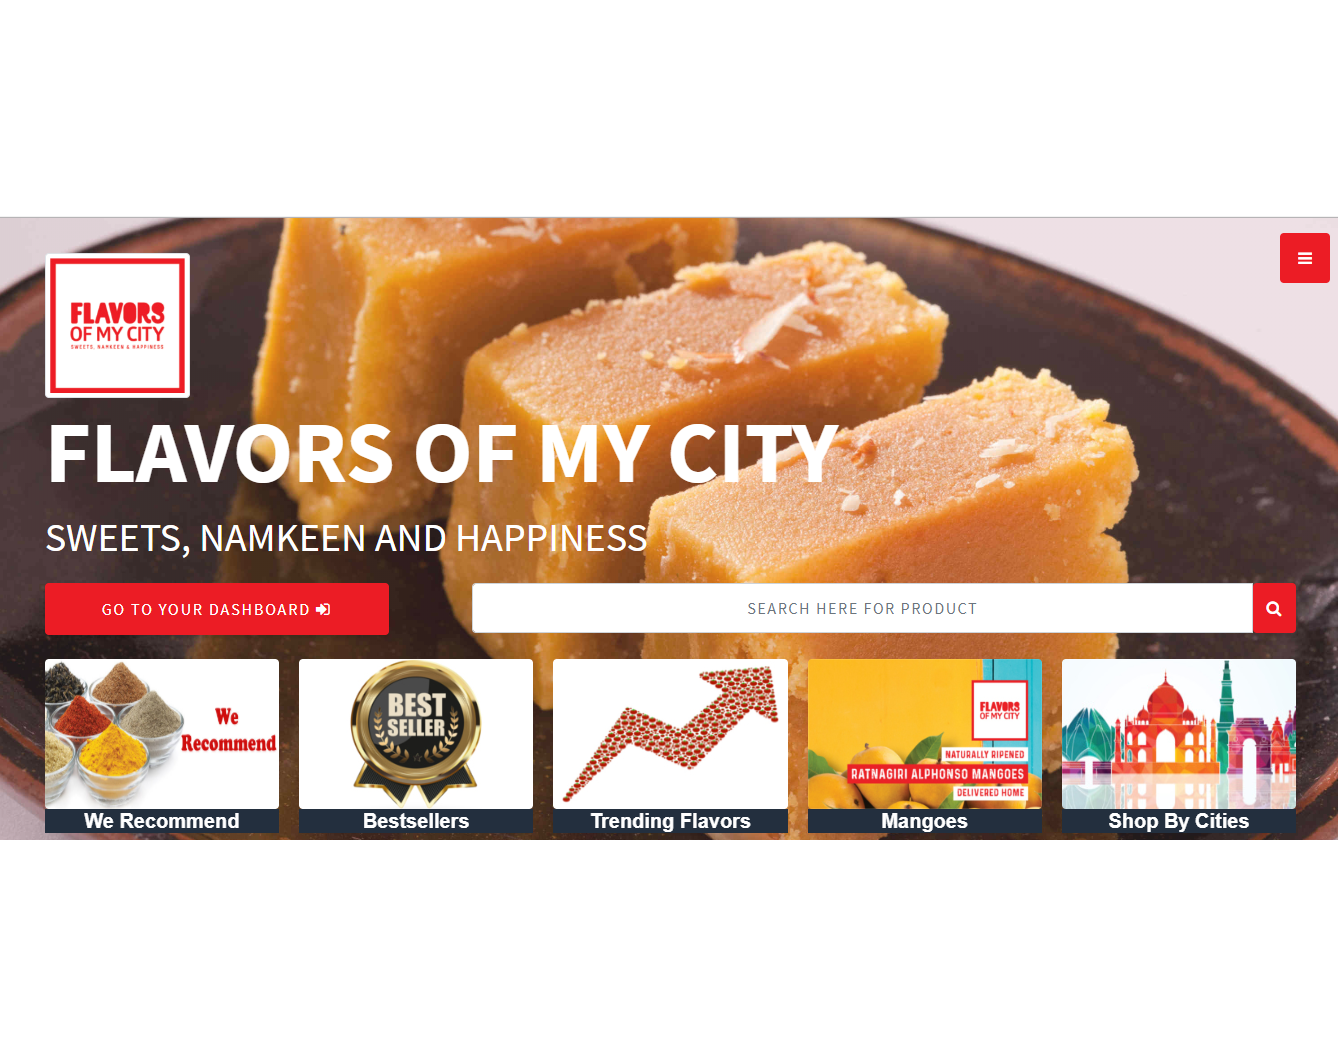 FLAVORS
OF MY CITY
SWEETS, NAMKEEN & HAPPINESS
FLAVORS OF MY CITY
SWEETS, NAMKEEN AND HAPPINESS
GO TO YOUR DASHBOARD
SEARCH HERE FOR PRODUCT
We
Recommend
BEST
SELLER
FLAVORS
OF MY CITY
NATURALLY RIPENED
RATNAGIRI ALPHONSO MANGOES
DELIVERED HOME
We Recommend
Bestsellers
Trending Flavors
Mangoes
Shop By Cities